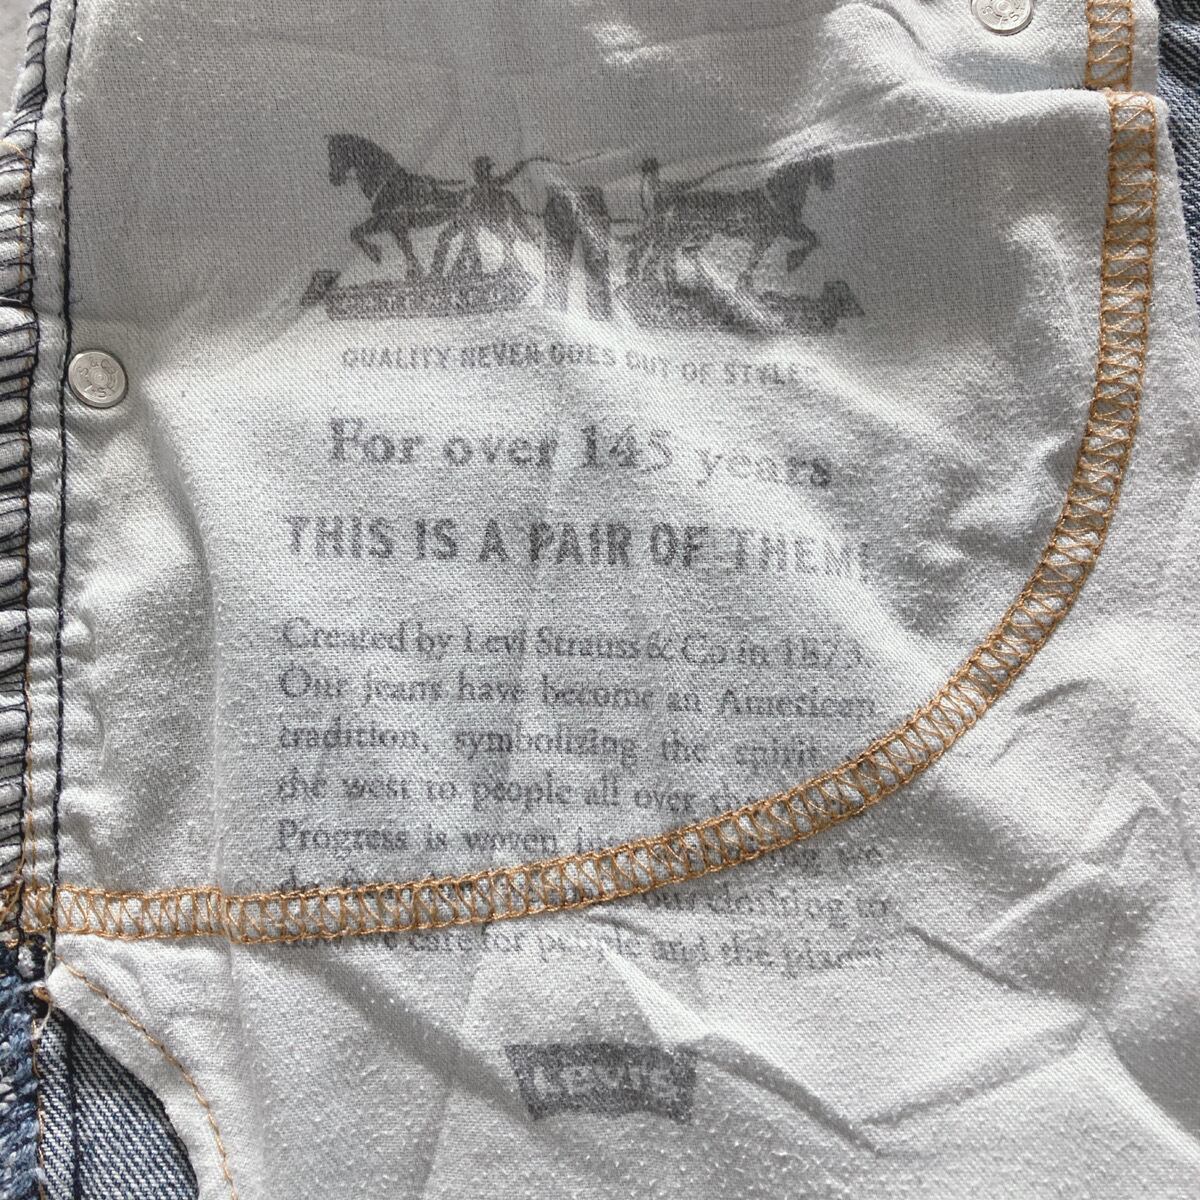 QUALITY NEVER GOES OUT OF STYLE
For over 145 years
THIS IS A PAIR OF THEM!
Created by Levi Strauss & Co in 1873.
Our jeans have become an American
tradition, symbolizing the spirit
the west to people all over the
Progress is woven we
our clothing to
care for people and the planet
Levi's